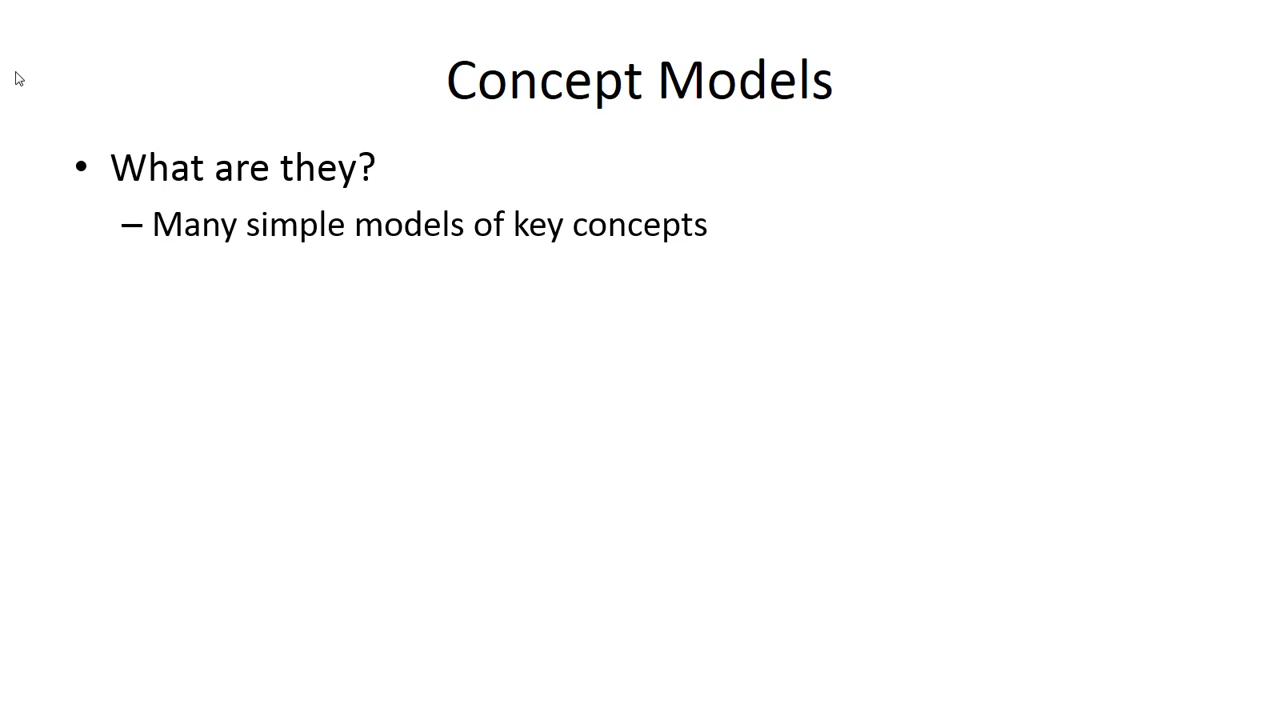 Concept Models
• What are they?
– Many simple models of key concepts